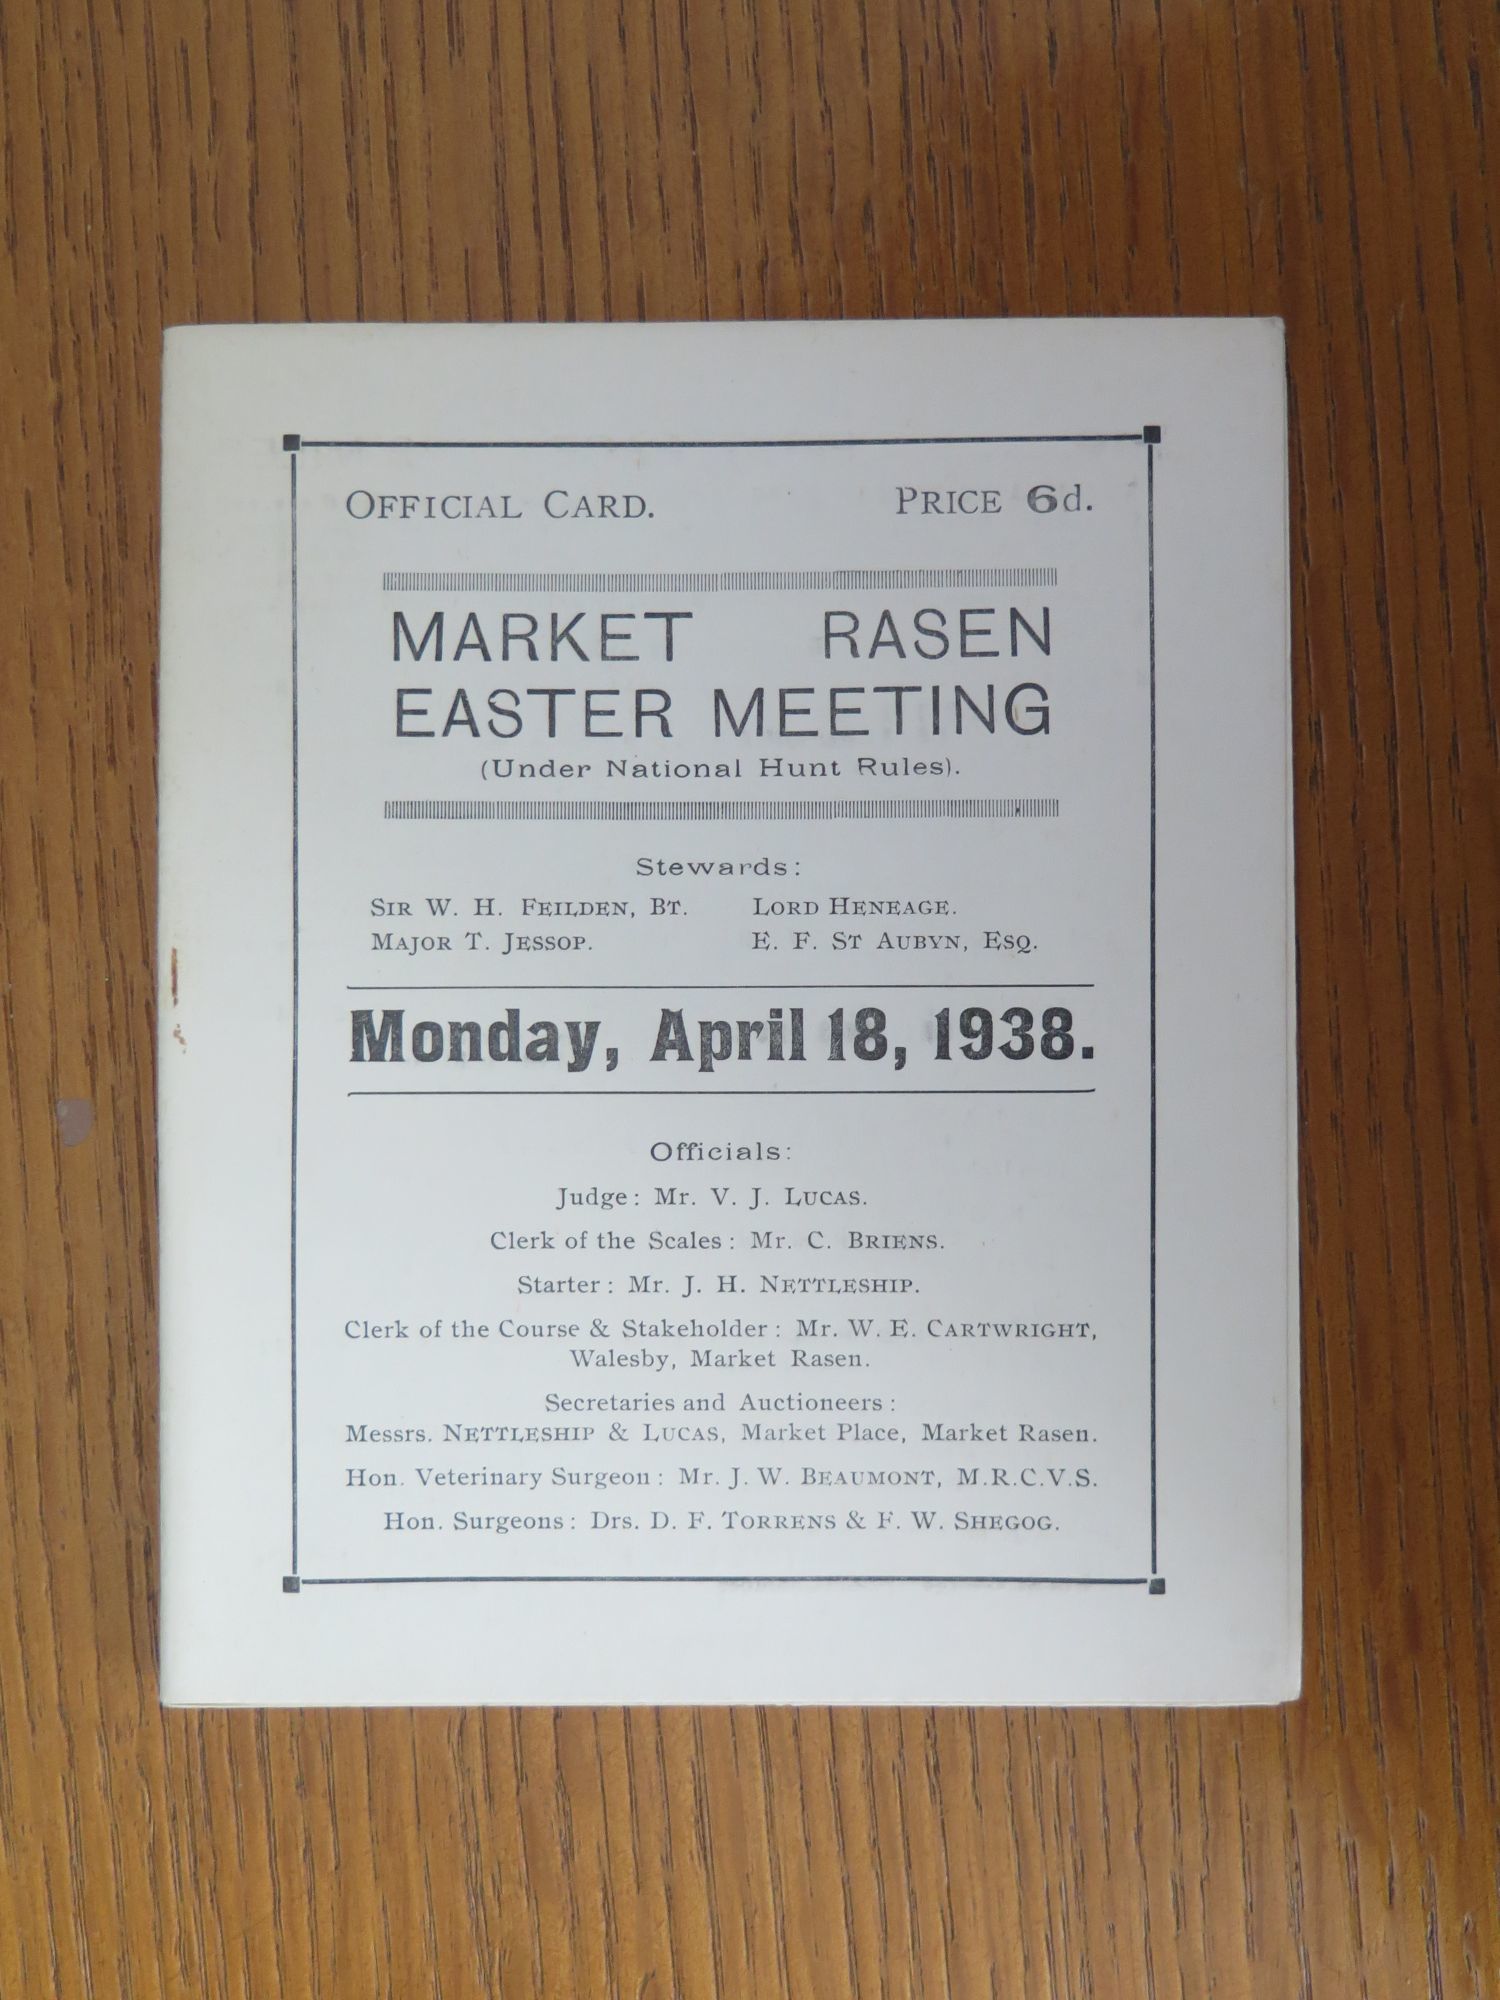 OFFICIAL CARD. PRICE 6d.
MARKET RASEN
EASTER MEETING
(Under National Hunt Rules).
Stewards:
SIR W. H. FEILDEN, BT. LORD HENEAGE.
MAJOR T. JESSOP. E. F. ST AUBYN, ESQ.
Monday, April 18, 1938.
Officials:
Judge: Mr. V. J. LUCAS.
Clerk of the Scales: Mr. C. BRIENS.
Starter: Mr. J. H. NETTLESHIP.
Clerk of the Course & Stakeholder: Mr. W. E. CARTWRIGHT,
Walesby, Market Rasen.
Secretaries and Auctioneers:
Messrs. NETTLESHIP & LUCAS, Market Place, Market Rasen.
Hon. Veterinary Surgeon: Mr. J. W. BEAUMONT, M.R.C.V.S.
Hon. Surgeons: Drs. D. F. TORRENS & F. W. SHEGOG.